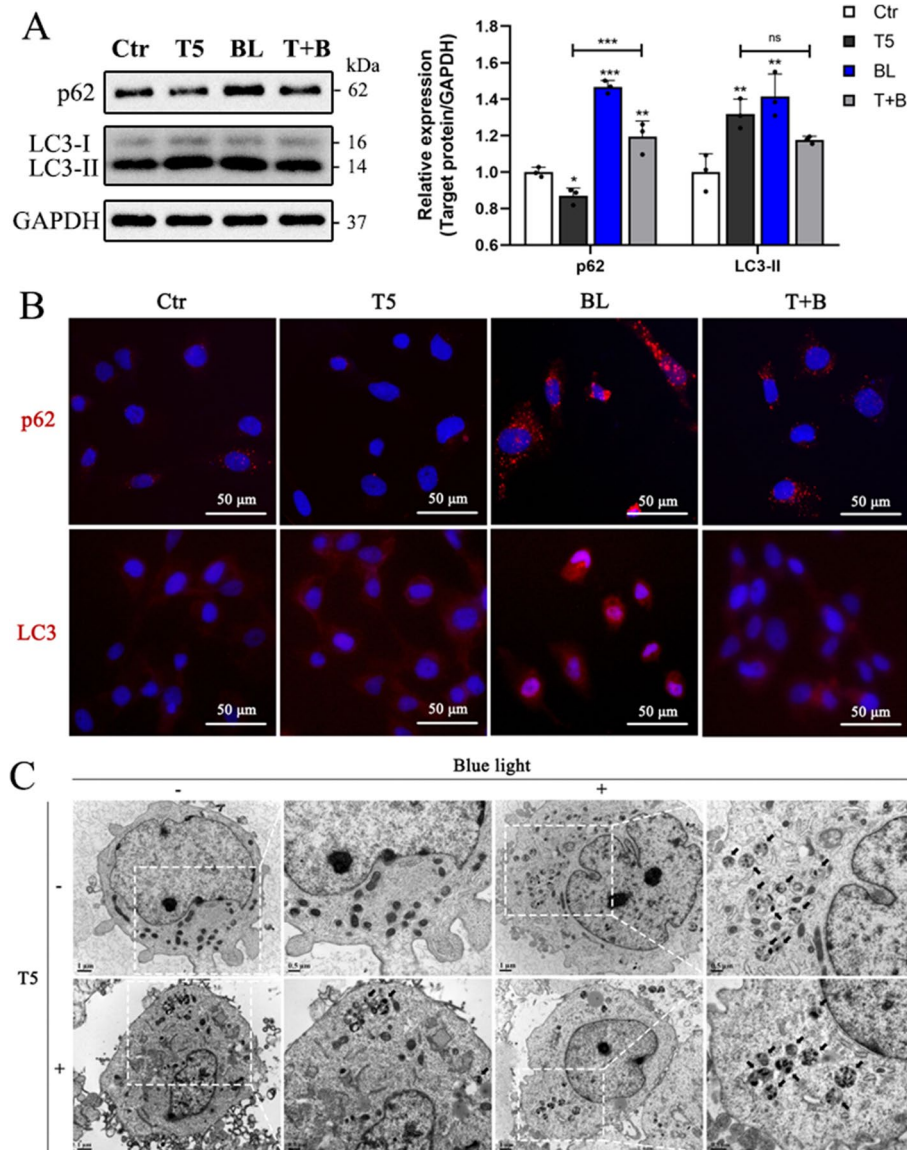 A
Ctr T5 BL T+B
kDa
p62
62
LC3-I
16
LC3-II
14
GAPDH
37
Relative expression
(Target protein/GAPDH)
1.6
1.4
1.2
1.0
0.8
0.6
*
***
**
***
**
**
ns
p62
LC3-II
Ctr
T5
BL
T+B
B
Ctr T5 BL T+B
p62
50 μm 50 μm 50 μm 50 μm
LC3
50 μm 50 μm 50 μm 50 μm
C
Blue light
- +
T5
-
1 μm 0.5 μm 1 μm 0.5 μm
+